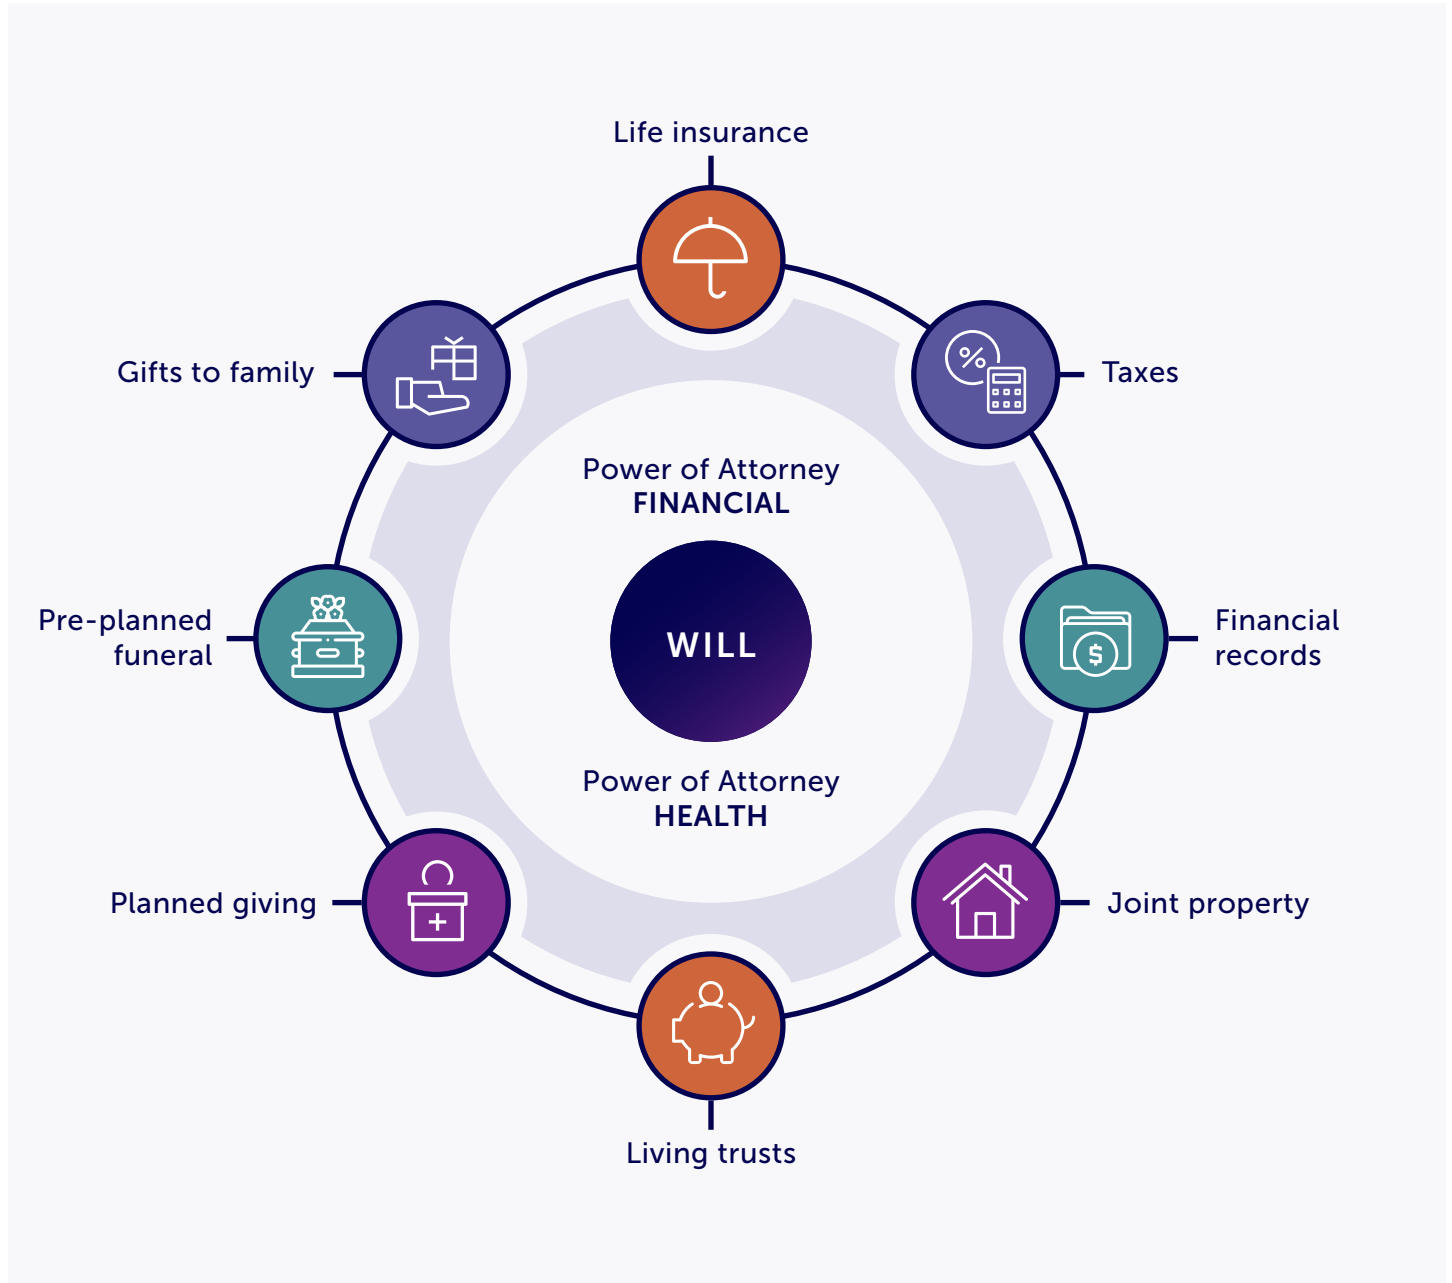 Life insurance
Gifts to family
Taxes
Power of Attorney
FINANCIAL
Pre-planned
funeral
WILL
Financial
records
Power of Attorney
HEALTH
Planned giving
Joint property
Living trusts